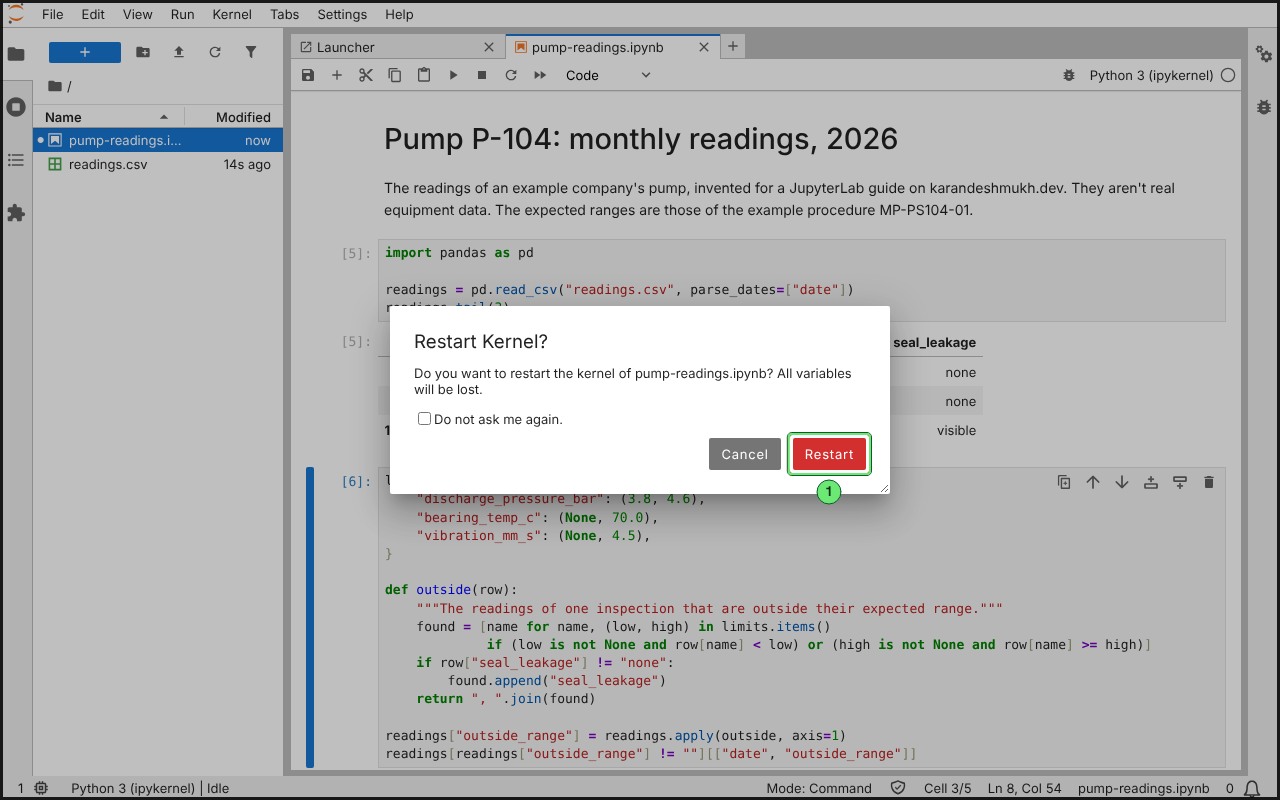 File Edit View Run Kernel Tabs Settings Help
Launcher
pump-readings.ipynb
Code
Python 3 (ipykernel)
/
Name Modified
pump-readings.i... now
readings.csv 14s ago
Pump P-104: monthly readings, 2026
The readings of an example company's pump, invented for a JupyterLab guide on karandeshmukh.dev. They aren't real
equipment data. The expected ranges are those of the example procedure MP-PS104-01.
[5]:
import pandas as pd
readings = pd.read_csv("readings.csv", parse_dates=["date"])
[5]:
seal_leakage
none
none
visible
Restart Kernel?
Do you want to restart the kernel of pump-readings.ipynb? All variables
will be lost.
Do not ask me again.
Cancel Restart
1
[6]:
"discharge_pressure_bar": (3.8, 4.6),
"bearing_temp_c": (None, 70.0),
"vibration_mm_s": (None, 4.5),
}
def outside(row):
"""The readings of one inspection that are outside their expected range."""
found = [name for name, (low, high) in limits.items()
if (low is not None and row[name] < low) or (high is not None and row[name] >= high)]
if row["seal_leakage"] != "none":
found.append("seal_leakage")
return ", ".join(found)
readings["outside_range"] = readings.apply(outside, axis=1)
readings[readings["outside_range"] != ""][["date", "outside_range"]]
1 Python 3 (ipykernel) | Idle Mode: Command Cell 3/5 Ln 8, Col 54 pump-readings.ipynb 0